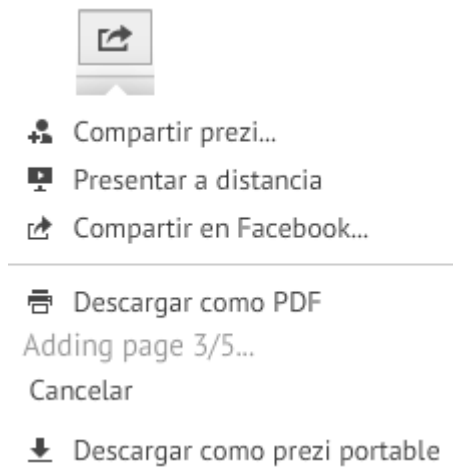 Compartir prezi...
Presentar a distancia
Compartir en Facebook...
Descargar como PDF
Adding page 3/5...
Cancelar
Descargar como prezi portable